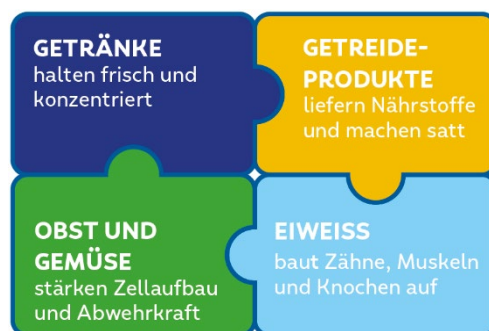 GETRÄNKE
halten frisch und
konzentriert
GETREIDE-
PRODUKTE
liefern Nährstoffe
und machen satt
OBST UND
GEMÜSE
stärken Zellaufbau
und Abwehrkraft
EIWEISS
baut Zähne, Muskeln
und Knochen auf